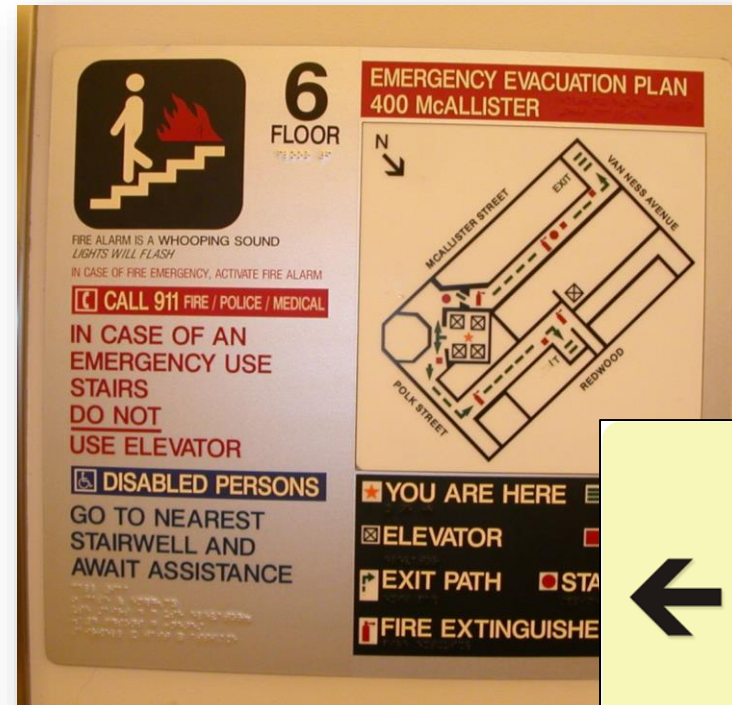 6
FLOOR
FIRE ALARM IS A WHOOPING SOUND
LIGHTS WILL FLASH
IN CASE OF FIRE EMERGENCY, ACTIVATE FIRE ALARM
CALL 911 FIRE / POLICE / MEDICAL
IN CASE OF AN
EMERGENCY USE
STAIRS
DO NOT
USE ELEVATOR
DISABLED PERSONS
GO TO NEAREST
STAIRWELL AND
AWAIT ASSISTANCE
EMERGENCY EVACUATION PLAN
400 McALLISTER
N
MCALLISTER STREET
EXIT
VAN NESS AVENUE
POLK STREET
IT
REDWOOD
YOU ARE HERE
ELEVATOR
EXIT PATH
STA
FIRE EXTINGUISHE